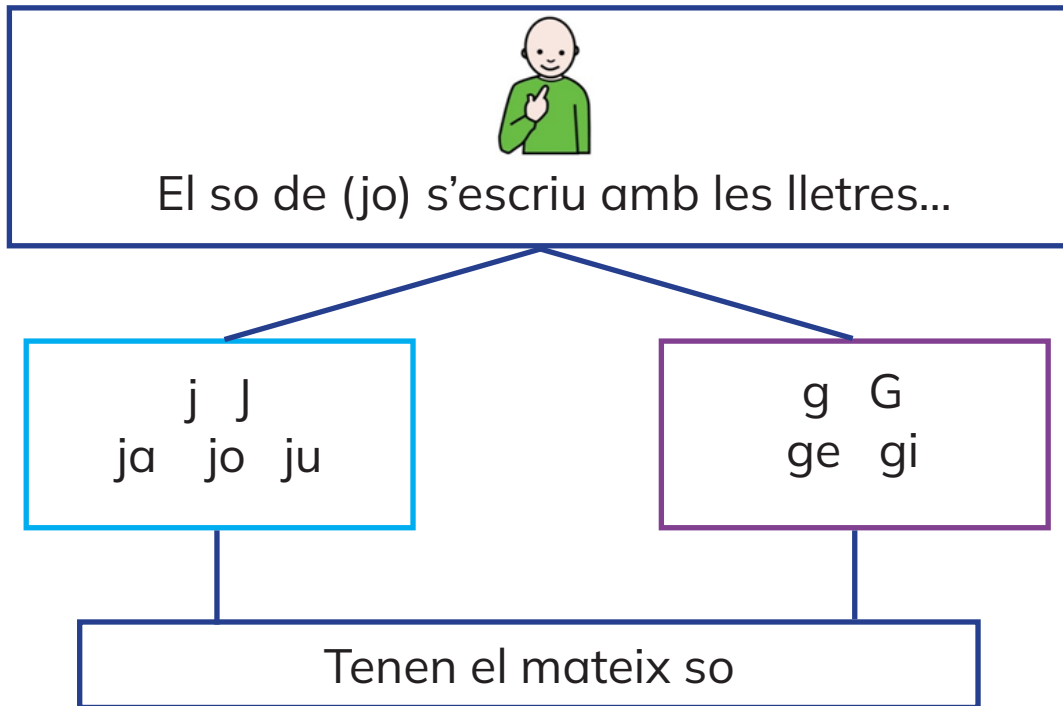 El so de (jo) s’escriu amb les lletres...
j J
ja jo ju
g G
ge gi
Tenen el mateix so